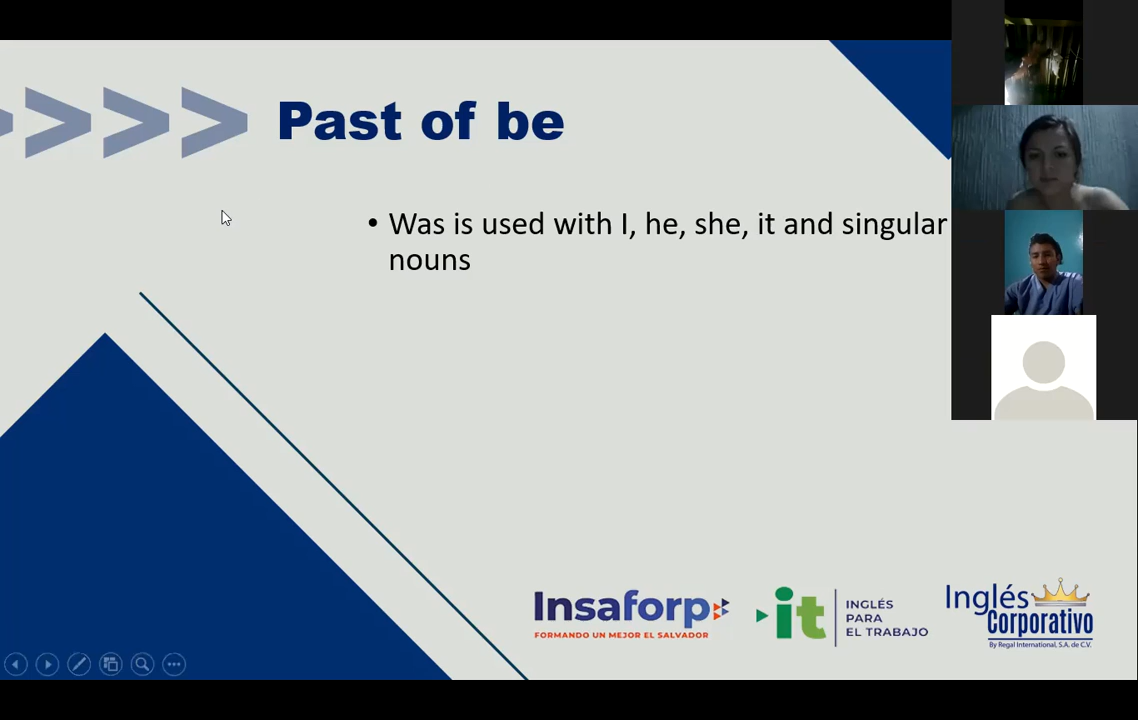 Past of be
• Was is used with I, he, she, it and singular
nouns
Insaforp
FORMANDO UN MEJOR EL SALVADOR
it
INGLÉS
PARA
EL TRABAJO
Inglés
Corporativo
By Regal International, S.A. de C.V.